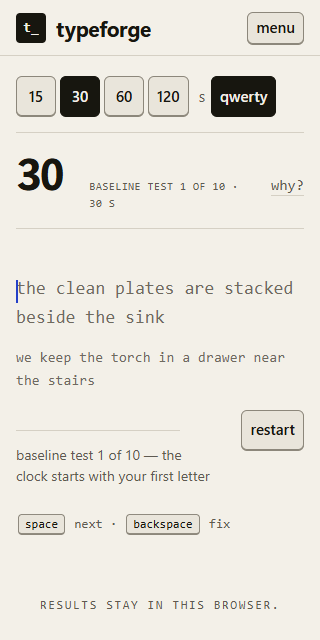 t_ typeforge menu
15 30 60 120 s qwerty
30 BASELINE TEST 1 OF 10 · why?
30 S
the clean plates are stacked
beside the sink
we keep the torch in a drawer near
the stairs
restart
baseline test 1 of 10 — the
clock starts with your first letter
space next · backspace fix
RESULTS STAY IN THIS BROWSER.